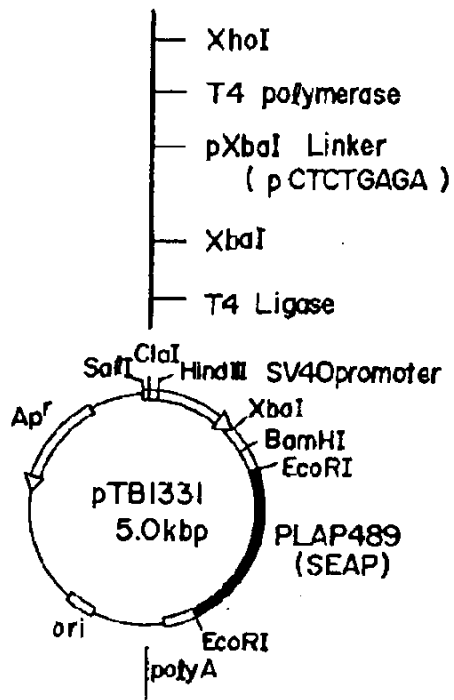 XhoI
T4 polymerase
pXbaI Linker
( pCTCTGAGA )
XbaI
T4 Ligase
ClaI
SalI
HindIII SV40promoter
Apʳ
XbaI
BamHI
EcoRI
pTB1331
5.0kbp
PLAP489
(SEAP)
ori
EcoRI
polyA